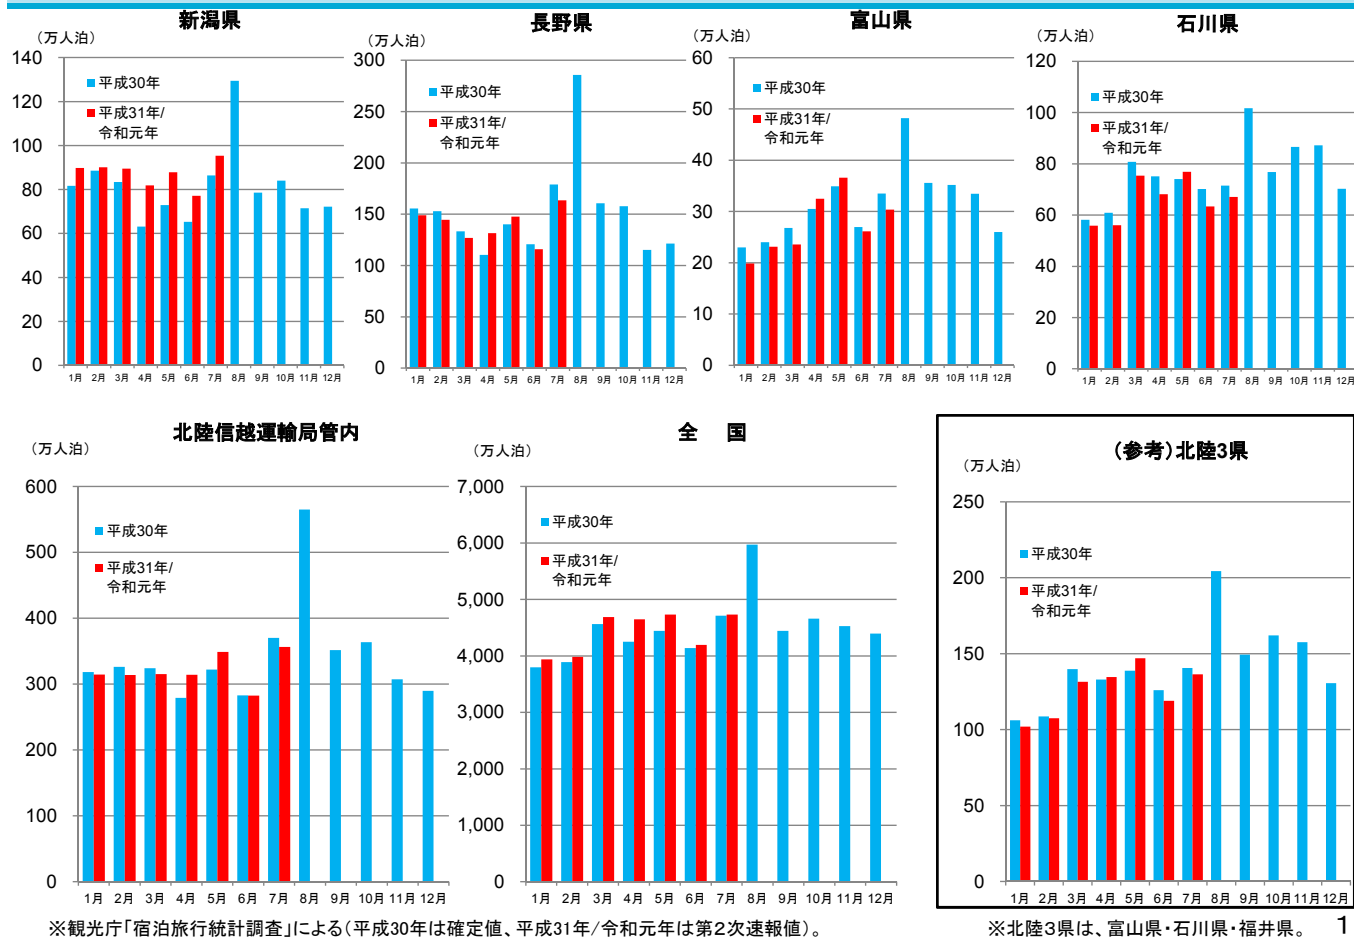 新潟県
（万人泊）
140
120
100
80
60
40
20
0
平成30年
平成31年/
令和元年
1月 2月 3月 4月 5月 6月 7月 8月 9月 10月 11月 12月
長野県
（万人泊）
300
250
200
150
100
50
0
平成30年
平成31年/
令和元年
1月 2月 3月 4月 5月 6月 7月 8月 9月 10月 11月 12月
富山県
（万人泊）
60
50
40
30
20
10
0
平成30年
平成31年/
令和元年
1月 2月 3月 4月 5月 6月 7月 8月 9月 10月 11月 12月
石川県
（万人泊）
120
100
80
60
40
20
0
平成30年
平成31年/
令和元年
1月 2月 3月 4月 5月 6月 7月 8月 9月 10月 11月 12月
北陸信越運輸局管内
（万人泊）
600
500
400
300
200
100
0
平成30年
平成31年/
令和元年
1月 2月 3月 4月 5月 6月 7月 8月 9月 10月 11月 12月
全　国
（万人泊）
7,000
6,000
5,000
4,000
3,000
2,000
1,000
0
平成30年
平成31年/
令和元年
1月 2月 3月 4月 5月 6月 7月 8月 9月 10月 11月 12月
（参考）北陸3県
（万人泊）
250
200
150
100
50
0
平成30年
平成31年/
令和元年
1月 2月 3月 4月 5月 6月 7月 8月 9月 10月 11月 12月
※観光庁「宿泊旅行統計調査」による（平成30年は確定値、平成31年/令和元年は第２次速報値）。
※北陸３県は、富山県・石川県・福井県。
1